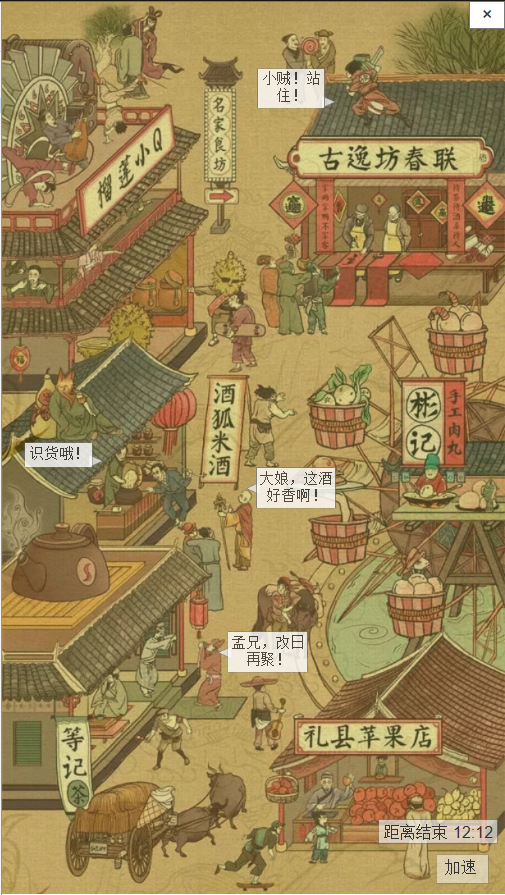 ×
小贼！站
住！
名家食坊
古逸坊春联
榴莲小Q
福
酒狐米酒
彬记
手工肉丸
识货哦！
大娘，这酒
好香啊！
孟兄，改日
再聚！
等记
茶
礼县苹果店
距离结束 12:12
加速